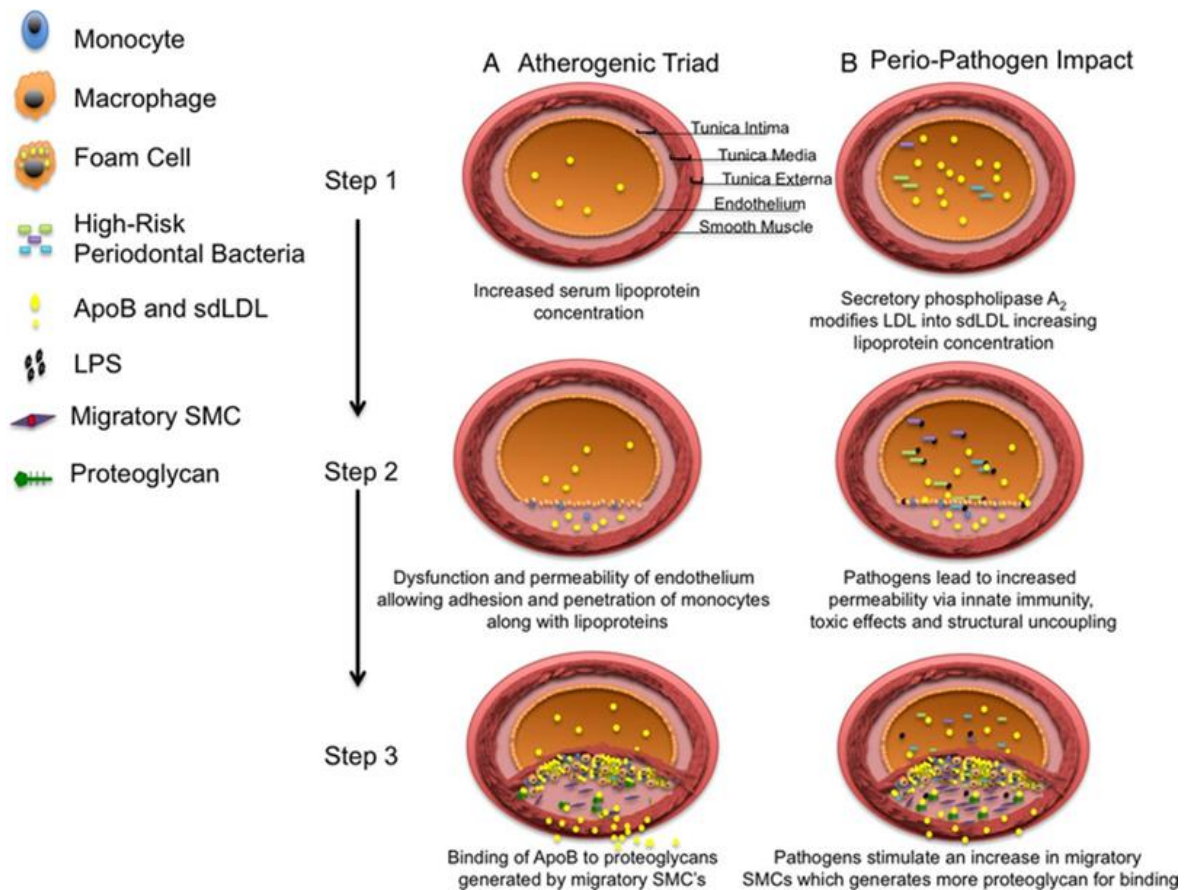 Monocyte
Macrophage
Foam Cell
High-Risk
Periodontal Bacteria
ApoB and sdLDL
LPS
Migratory SMC
Proteoglycan
Step 1
Step 2
Step 3
A Atherogenic Triad
Tunica Intima
Tunica Media
Tunica Externa
Endothelium
Smooth Muscle
Increased serum lipoprotein
concentration
Dysfunction and permeability of endothelium
allowing adhesion and penetration of monocytes
along with lipoproteins
Binding of ApoB to proteoglycans
generated by migratory SMC's
B Perio-Pathogen Impact
Secretory phospholipase A₂
modifies LDL into sdLDL increasing
lipoprotein concentration
Pathogens lead to increased
permeability via innate immunity,
toxic effects and structural uncoupling
Pathogens stimulate an increase in migratory
SMCs which generates more proteoglycan for binding